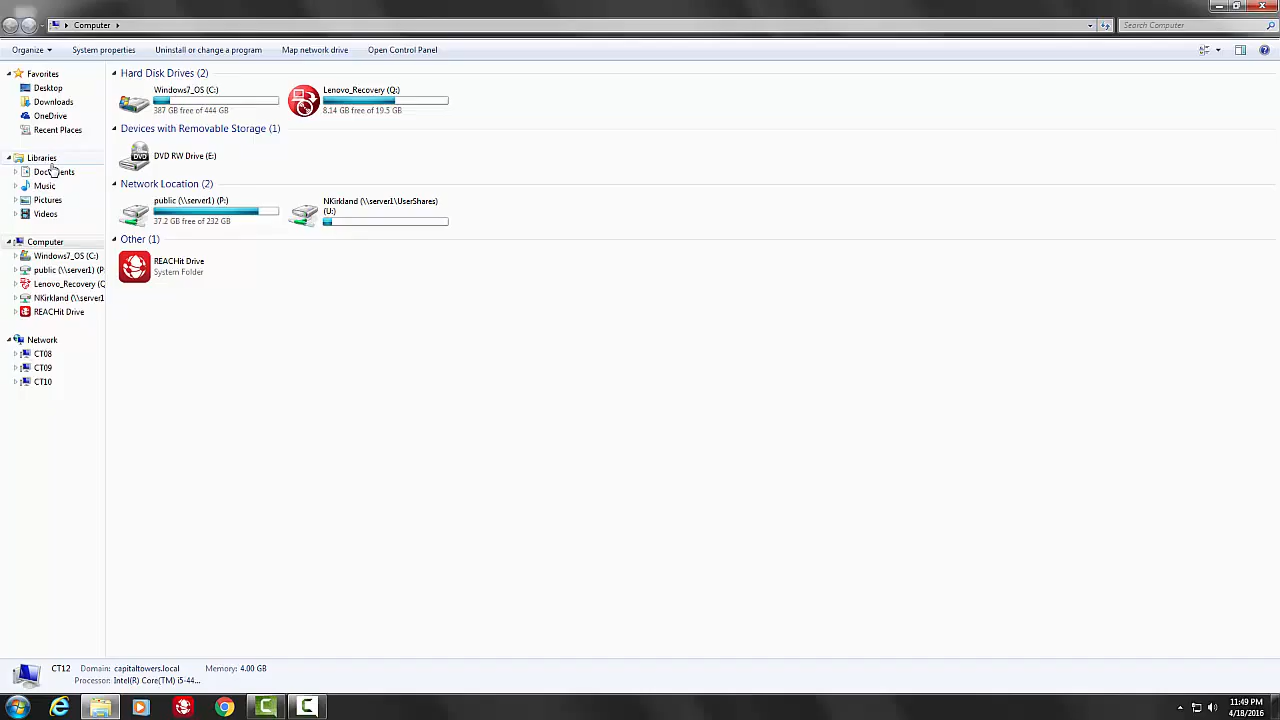 Computer
Search Computer
Organize
System properties
Uninstall or change a program
Map network drive
Open Control Panel
Favorites
Desktop
Downloads
OneDrive
Recent Places
Libraries
Documents
Music
Pictures
Videos
Computer
Windows7_OS (C:)
public (\\server1) (P
Lenovo_Recovery (Q
NKirkland (\\server1
REACHit Drive
Network
CT08
CT09
CT10
Hard Disk Drives (2)
Windows7_OS (C:)
387 GB free of 444 GB
Lenovo_Recovery (Q:)
8.14 GB free of 19.5 GB
Devices with Removable Storage (1)
DVD
DVD RW Drive (E:)
Network Location (2)
public (\\server1) (P:)
37.2 GB free of 232 GB
NKirkland (\\server1\UserShares)
(U:)
Other (1)
REACHit Drive
System Folder
CT12 Domain: capitaltowers.local Memory: 4.00 GB
Processor: Intel(R) Core(TM) i5-44...
11:49 PM
4/18/2016